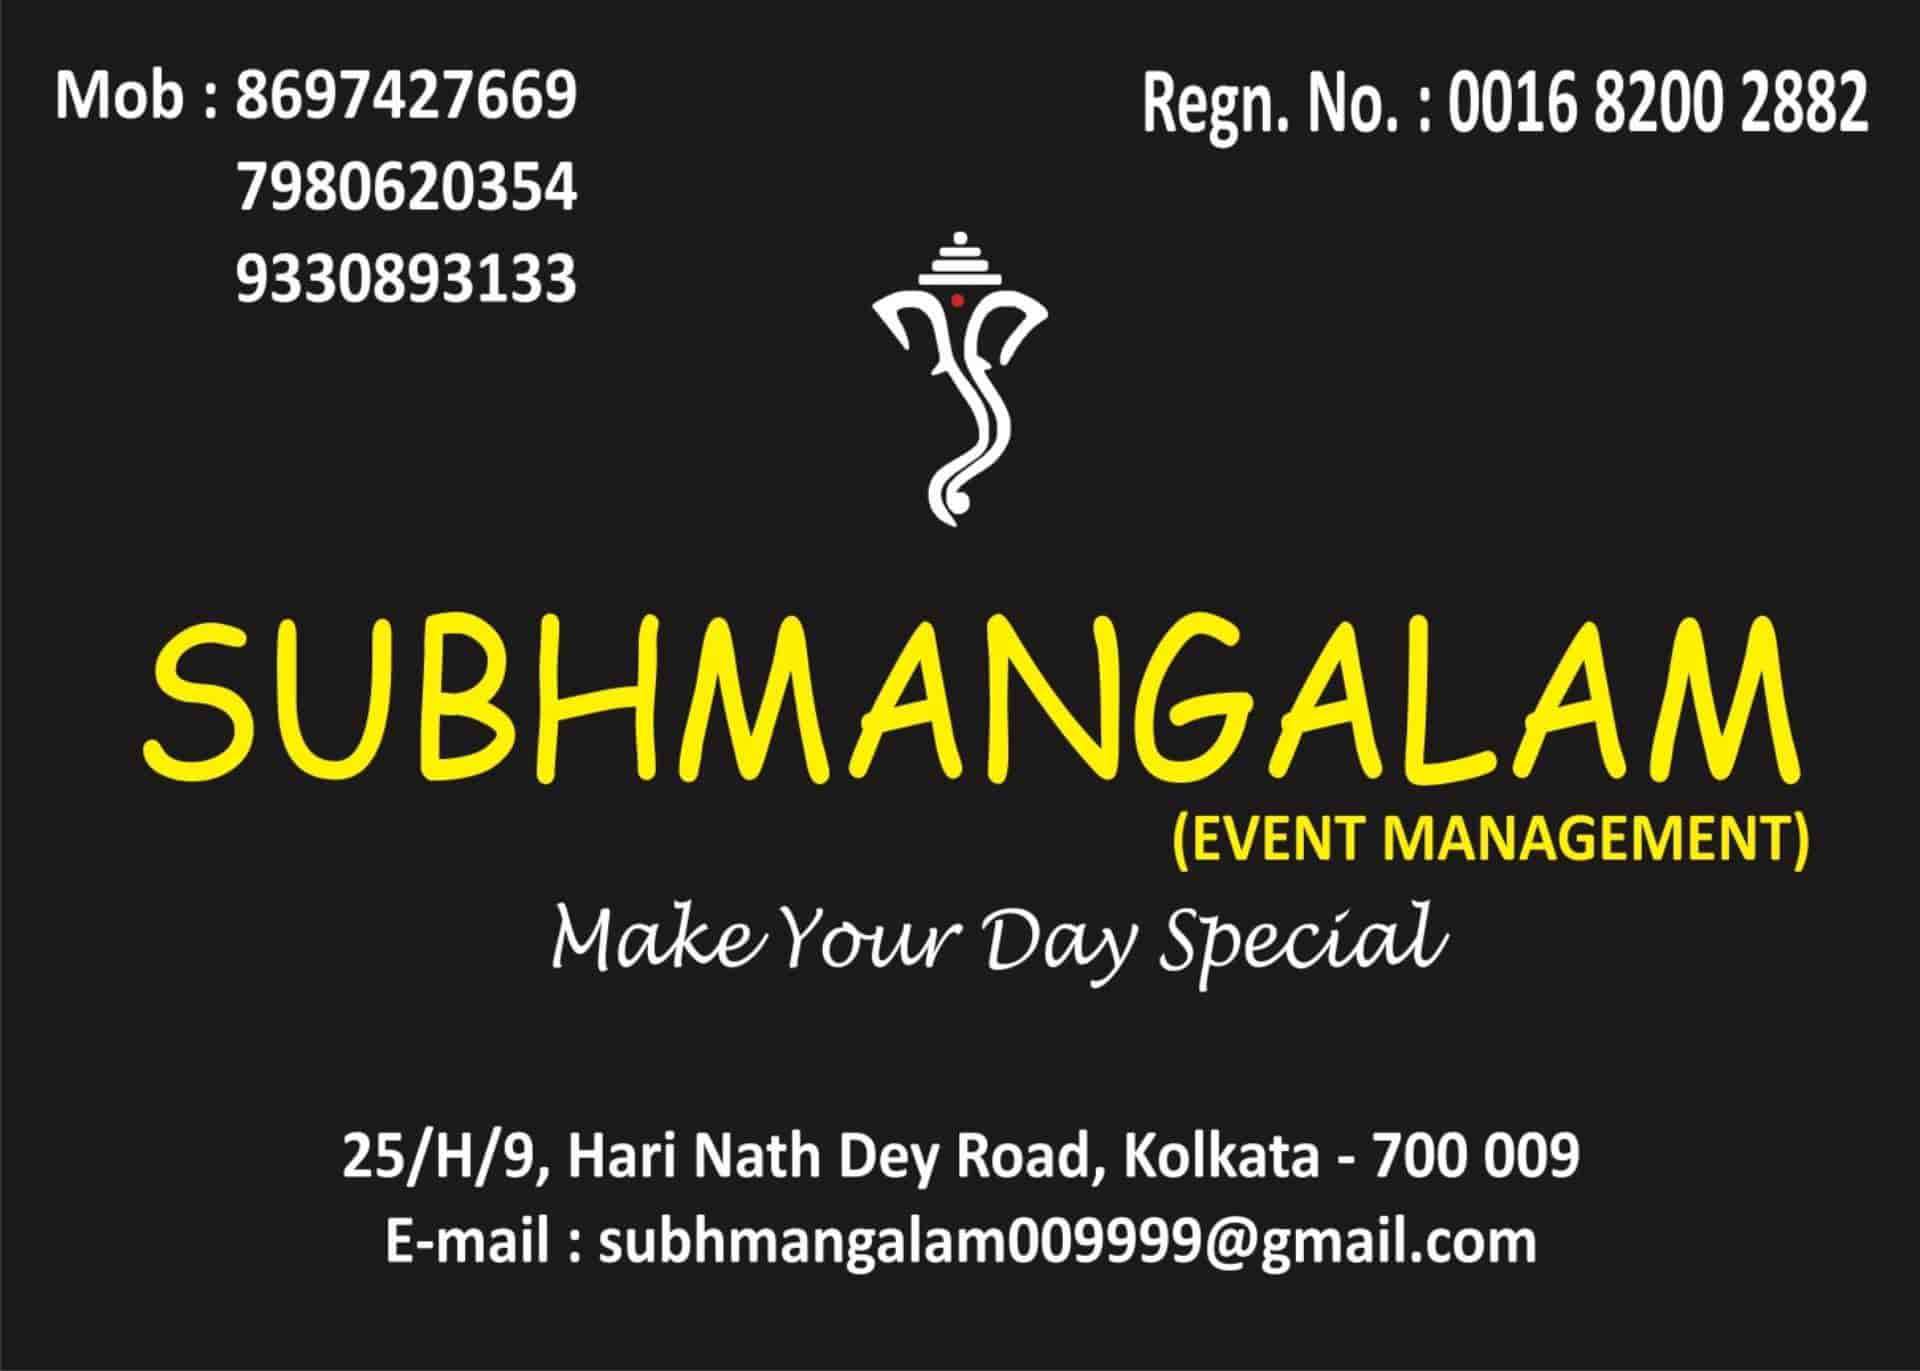 Mob : 8697427669
7980620354
9330893133
Regn. No. : 0016 8200 2882
SUBHMANGALAM
(EVENT MANAGEMENT)
Make Your Day Special
25/H/9, Hari Nath Dey Road, Kolkata - 700 009
E-mail : subhmangalam009999@gmail.com